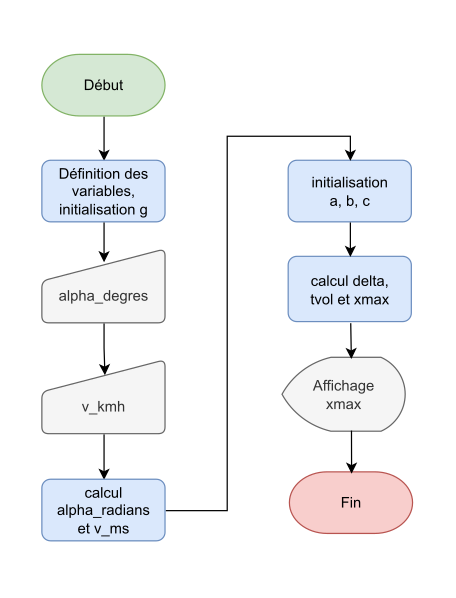 Début
Définition des
variables,
initialisation g
alpha_degres
v_kmh
calcul
alpha_radians
et v_ms
initialisation
a, b, c
calcul delta,
tvol et xmax
Affichage
xmax
Fin